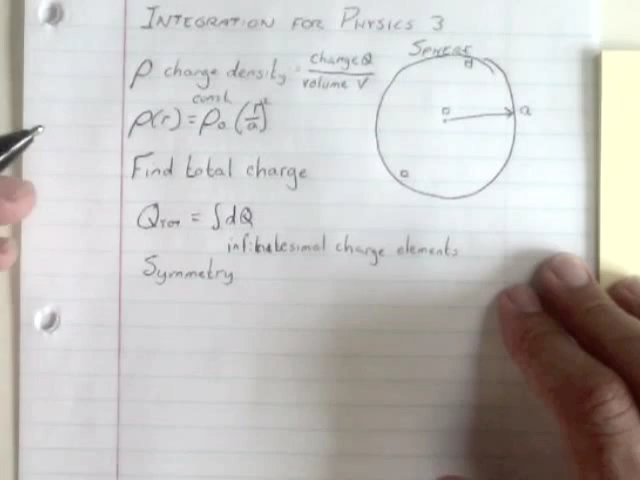 INTEGRATION FOR PHYSICS 3
SPHERE
ρ charge density = charge Q / volume V
const
ρ(r) = ρ₀ (r/a)²
a
Find total charge
Q_TOT = ∫dQ
infinitesimal charge elements
Symmetry